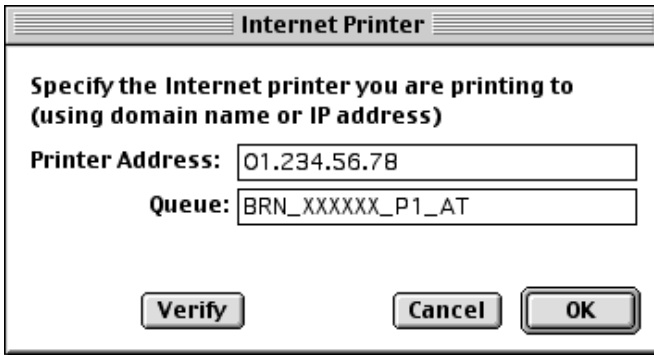 Internet Printer
Specify the Internet printer you are printing to
(using domain name or IP address)
Printer Address: 01.234.56.78
Queue: BRN_XXXXXX_P1_AT
Verify Cancel OK